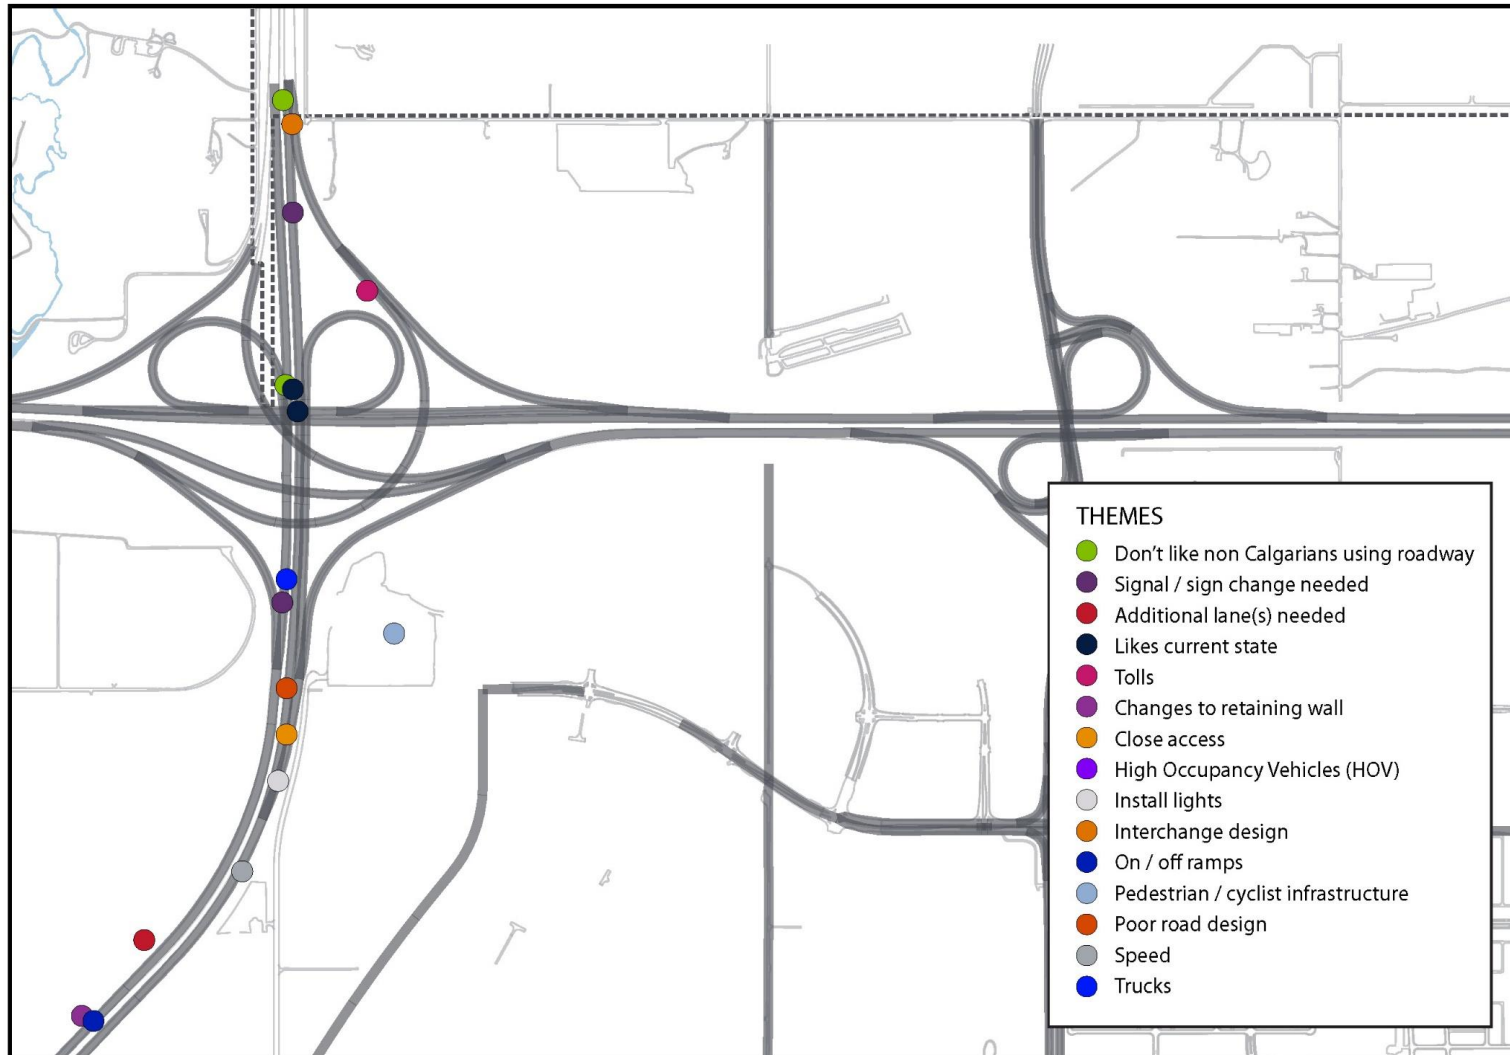 THEMES
Don't like non Calgarians using roadway
Signal / sign change needed
Additional lane(s) needed
Likes current state
Tolls
Changes to retaining wall
Close access
High Occupancy Vehicles (HOV)
Install lights
Interchange design
On / off ramps
Pedestrian / cyclist infrastructure
Poor road design
Speed
Trucks